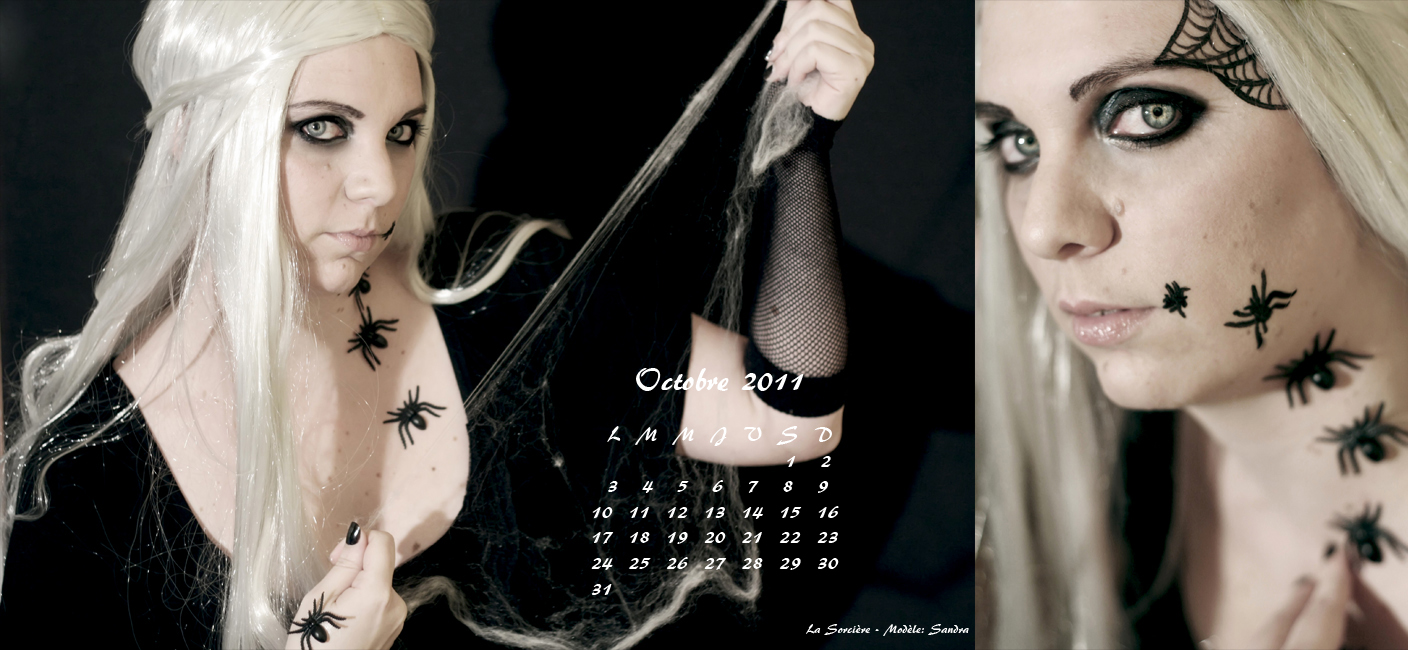 Octobre 2011
L M M J V S D
1 2
3 4 5 6 7 8 9
10 11 12 13 14 15 16
17 18 19 20 21 22 23
24 25 26 27 28 29 30
31
La Sorcière - Modèle: Sandra